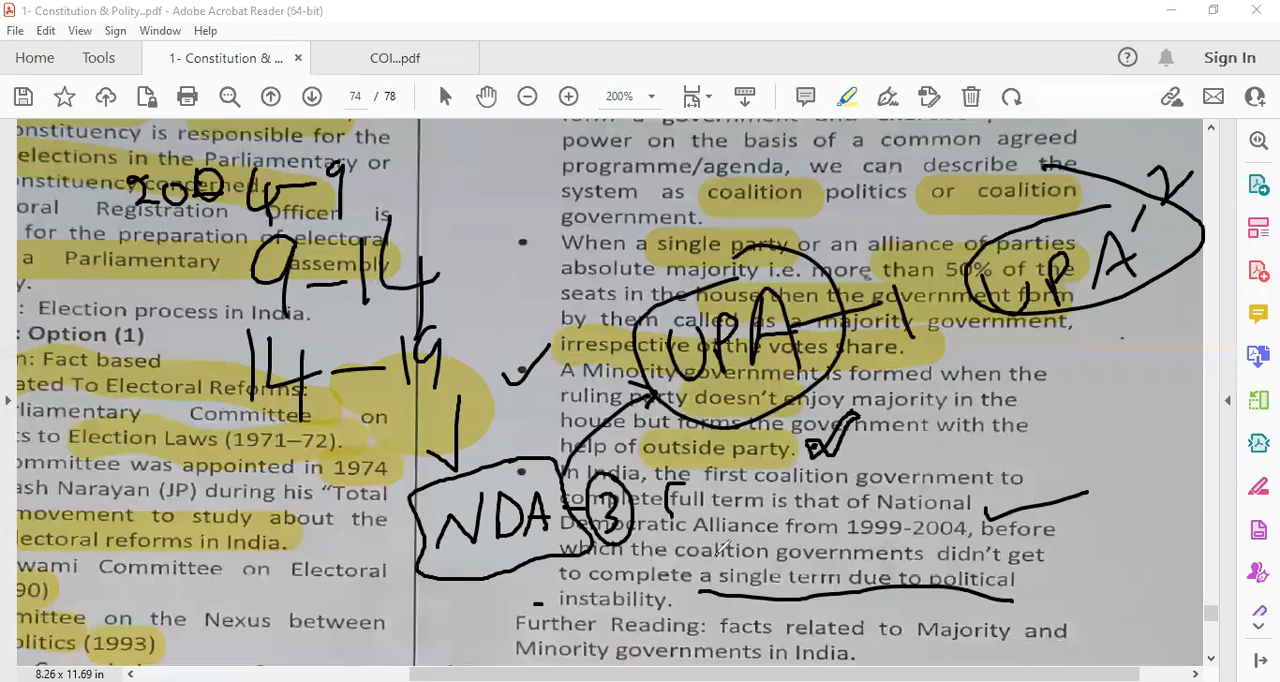 1- Constitution & Polity..pdf - Adobe Acrobat Reader (64-bit)
File Edit View Sign Window Help
Home Tools 1- Constitution & ... × COI...pdf Sign In
74 / 78 200%
onstituency is responsible for the
elections in the Parliamentary or
nstituency concerned.
oral Registration Officer is
for the preparation of electoral
a Parliamentary assembly
y.
: Election process in India.
: Option (1)
n: Fact based
ated To Electoral Reforms:
rliamentary Committee on
ts to Election Laws (1971–72).
ommittee was appointed in 1974
ash Narayan (JP) during his “Total
movement to study about the
lectoral reforms in India.
wami Committee on Electoral
90)
mittee on the Nexus between
olitics (1993)
2004-9
9-14
14-19
NDA-3
UPA-1
UPA-2
power on the basis of a common agreed
programme/agenda, we can describe the
system as coalition politics or coalition
government.
• When a single party or an alliance of parties
absolute majority i.e. more than 50% of the
seats in the house then the government form
by them called as a majority government,
irrespective of the votes share.
• A Minority government is formed when the
ruling party doesn’t enjoy majority in the
house but forms the government with the
help of outside party.
• In India, the first coalition government to
complete full term is that of National
Democratic Alliance from 1999-2004, before
which the coalition governments didn’t get
to complete a single term due to political
instability.
Further Reading: facts related to Majority and
Minority governments in India.
8.26 x 11.69 in